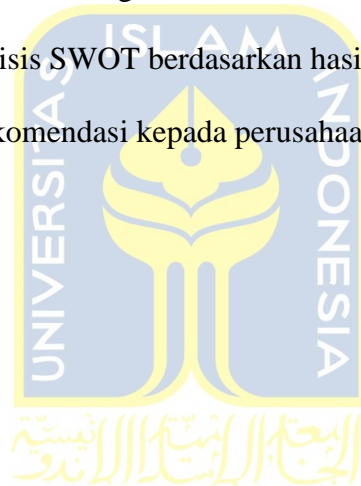 isis SWOT berdasarkan hasi
komendasi kepada perusahaa
ISLAM
UNIVERSITAS
INDONESIA